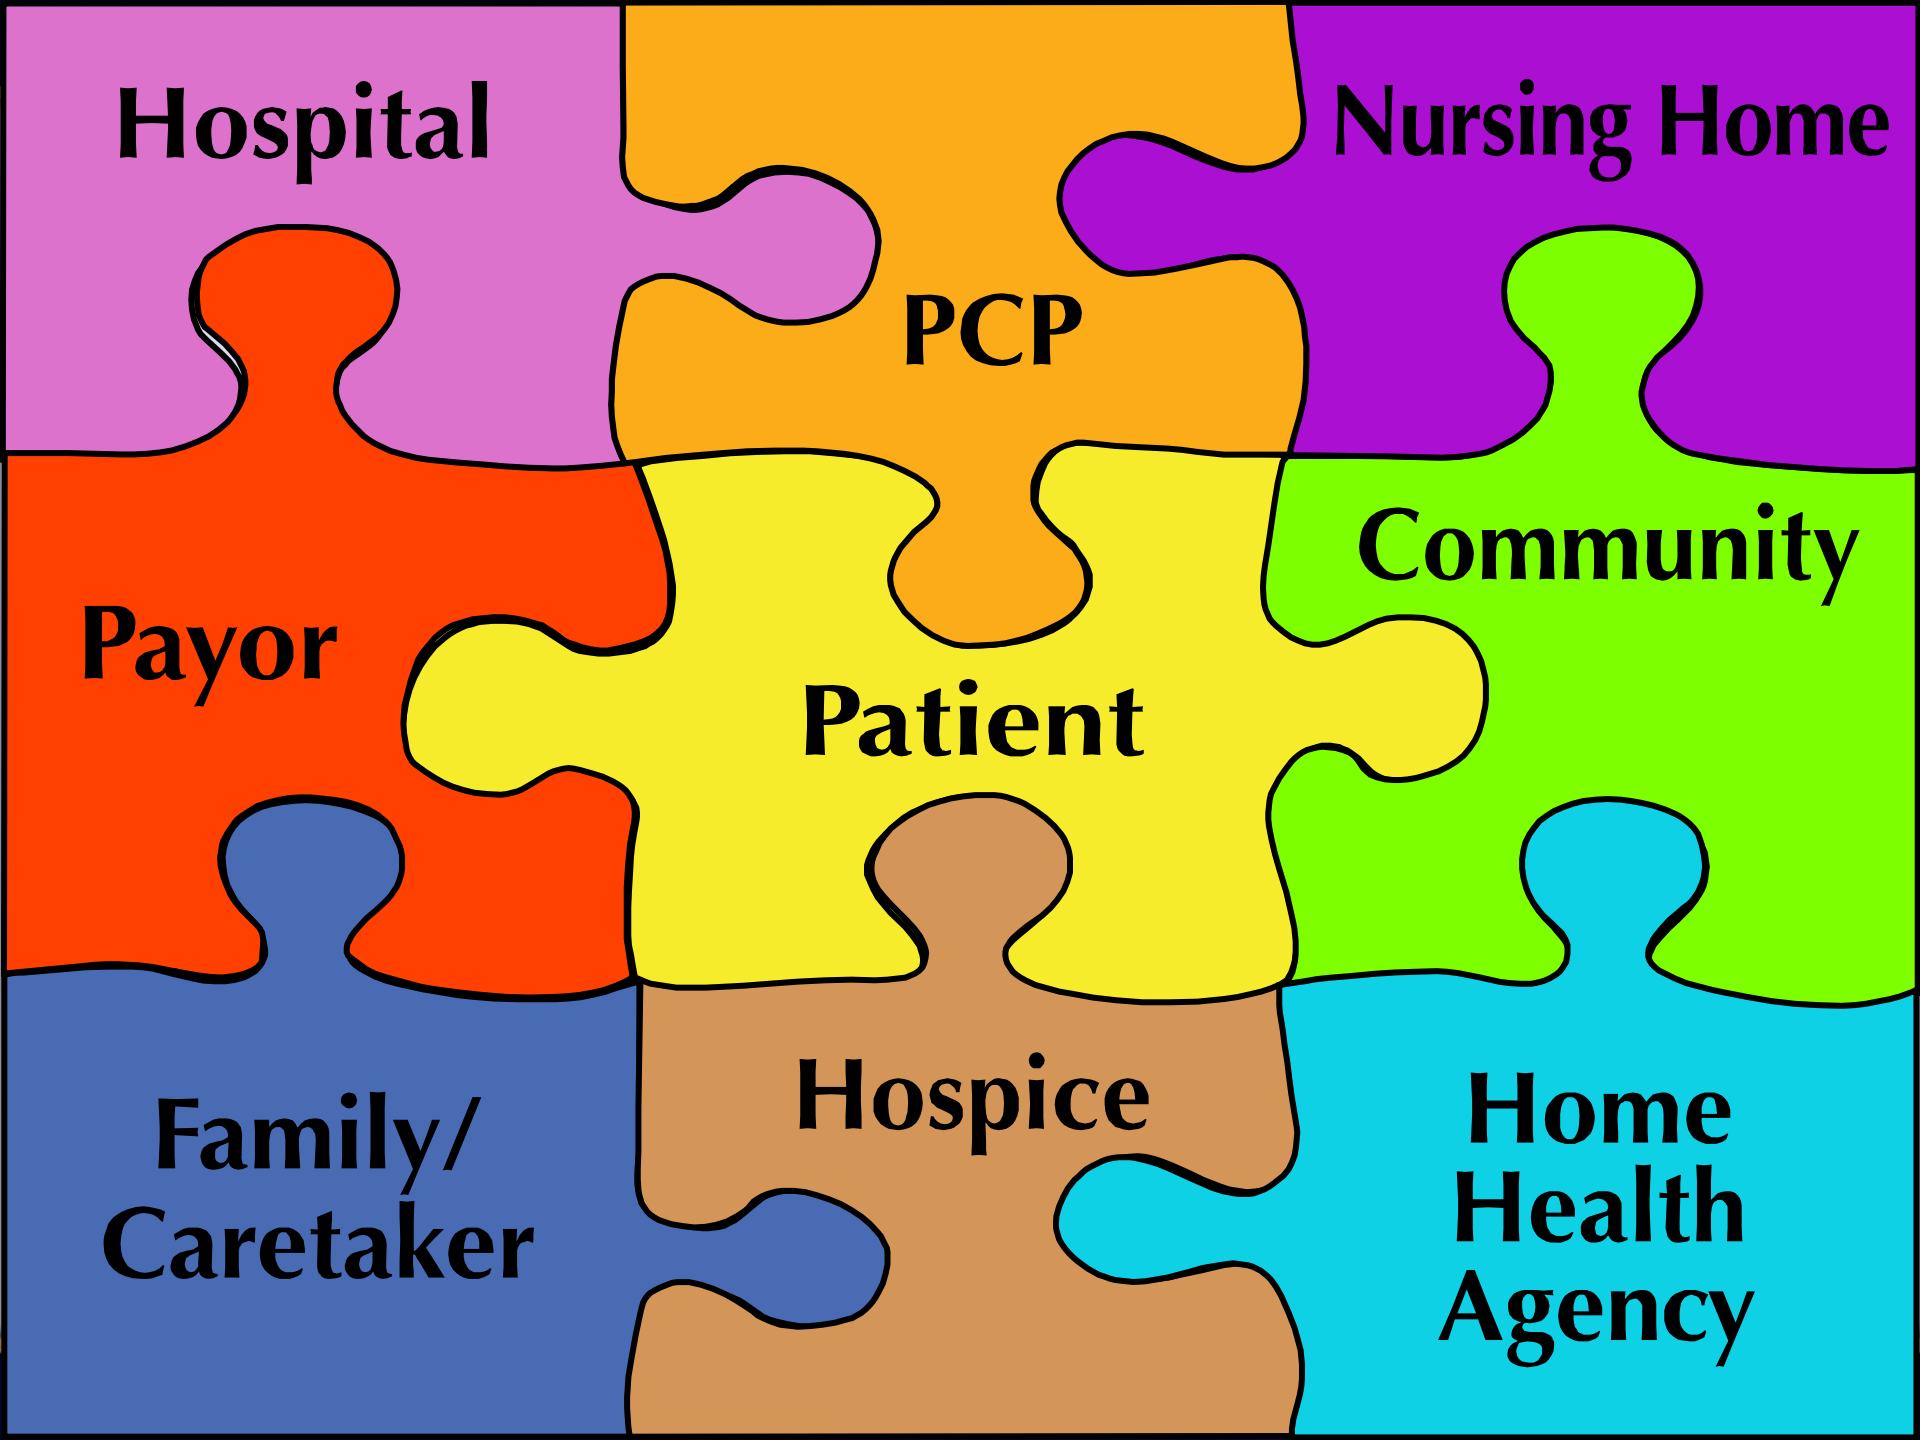 Hospital
PCP
Nursing Home
Payor
Patient
Community
Family/
Caretaker
Hospice
Home
Health
Agency